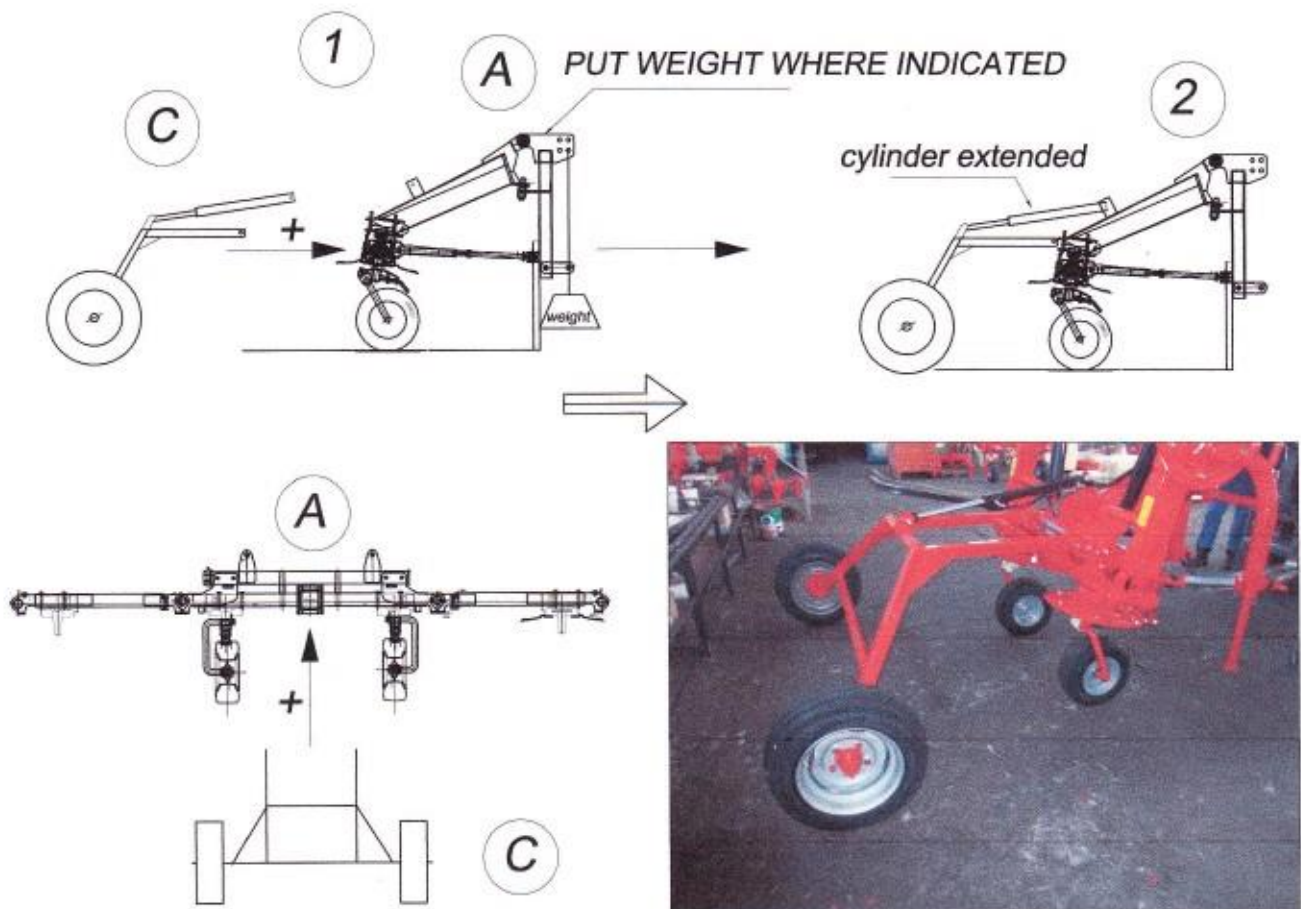 1
A
PUT WEIGHT WHERE INDICATED
2
C
cylinder extended
+
weight
A
+
C